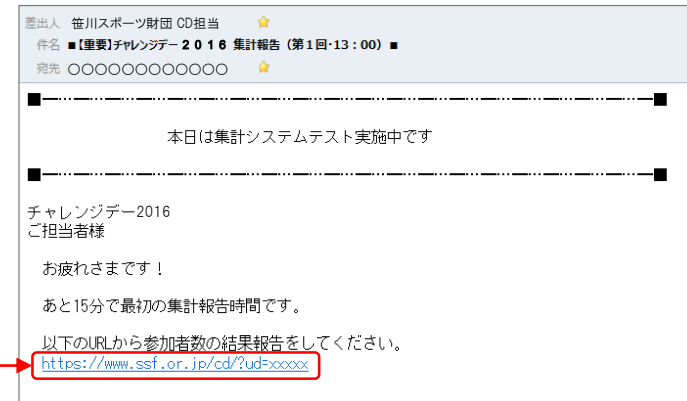 差出人 笹川スポーツ財団 CD担当
件名 ■【重要】ﾁｬﾚﾝｼﾞデー２０１６ 集計報告（第１回･13：00）■
宛先 〇〇〇〇〇〇〇〇〇〇〇〇
■―…―…―…―…―…―…―…―…―…―…―…―…―…―■
本日は集計システムテスト実施中です
■―…―…―…―…―…―…―…―…―…―…―…―…―…―■
チャレンジデー2016
ご担当者様
お疲れさまです！
あと15分で最初の集計報告時間です。
以下のURLから参加者数の結果報告をしてください。
https://www.ssf.or.jp/cd/?ud=xxxxx